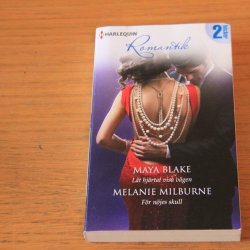 HARLEQUIN
2
Romantik
MAYA BLAKE
Låt hjärtat visa vägen
MELANIE MILBURNE
För nöjes skull